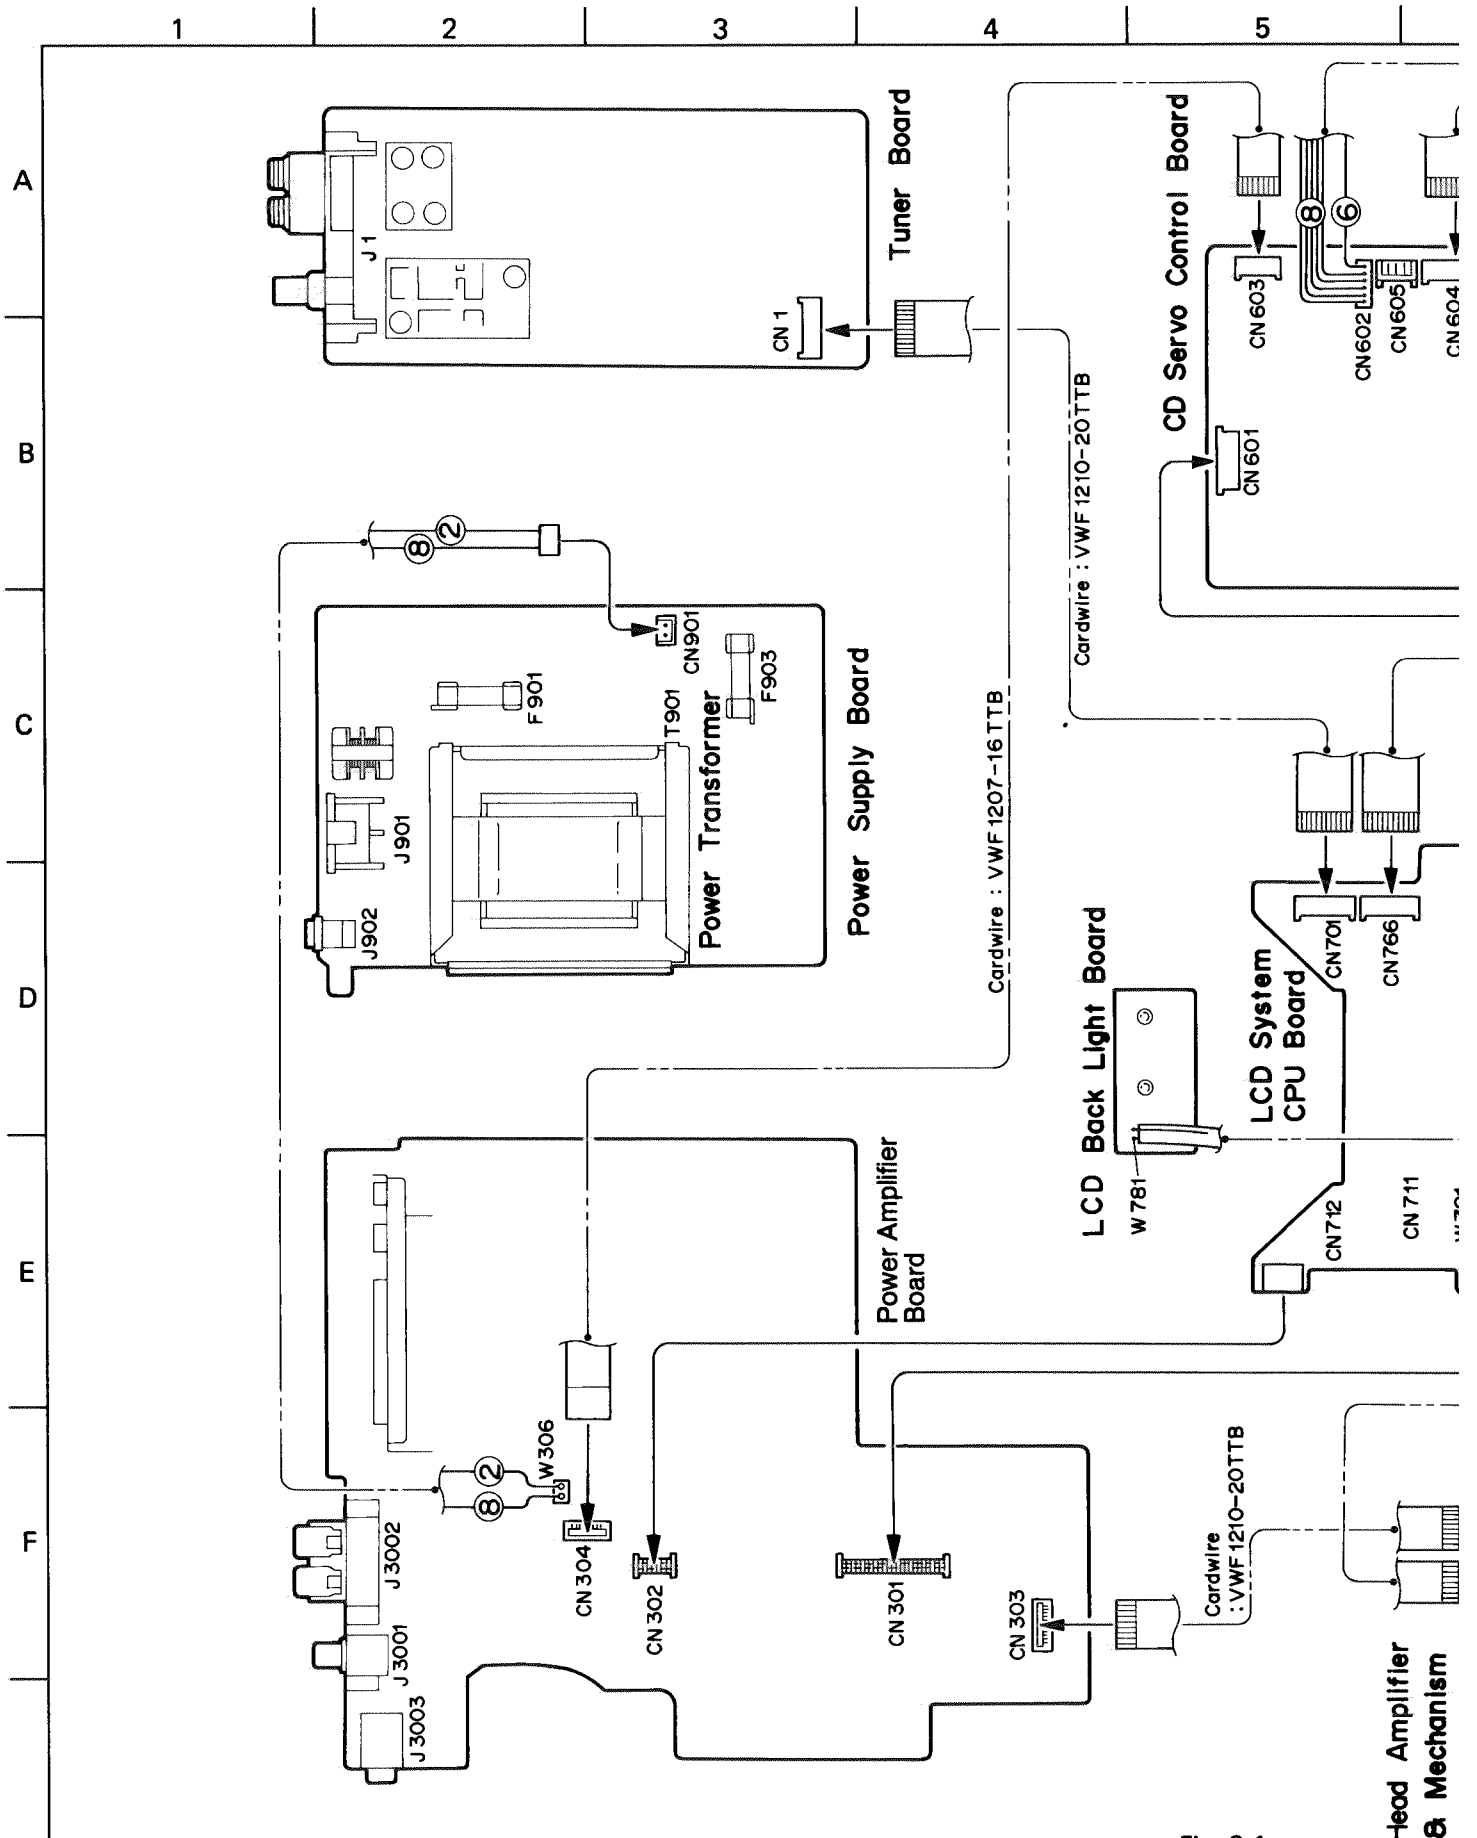 1
2
3
4
5
A
B
C
D
E
F
J1
CN1
Tuner Board
CD Servo Control Board
8
6
CN603
CN602
CN605
CN604
CN601
Cardwire : VWF1210-20TTB
2
8
CN901
F901
F903
T901
J901
J902
Power Transformer
Power Supply Board
Cardwire : VWF1207-16TTB
CN701
CN766
LCD System
CPU Board
LCD Back Light Board
W781
CN712
CN711
Power Amplifier
Board
2
8
W306
J3002
J3001
J3003
CN304
CN302
CN301
CN303
Cardwire
: VWF1210-20TTB
Head Amplifier
& Mechanism